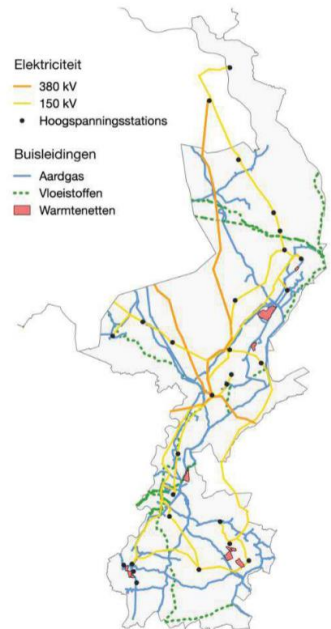 Elektriciteit
380 kV
150 kV
Hoogspanningsstations
Buisleidingen
Aardgas
Vloeistoffen
Warmtenetten